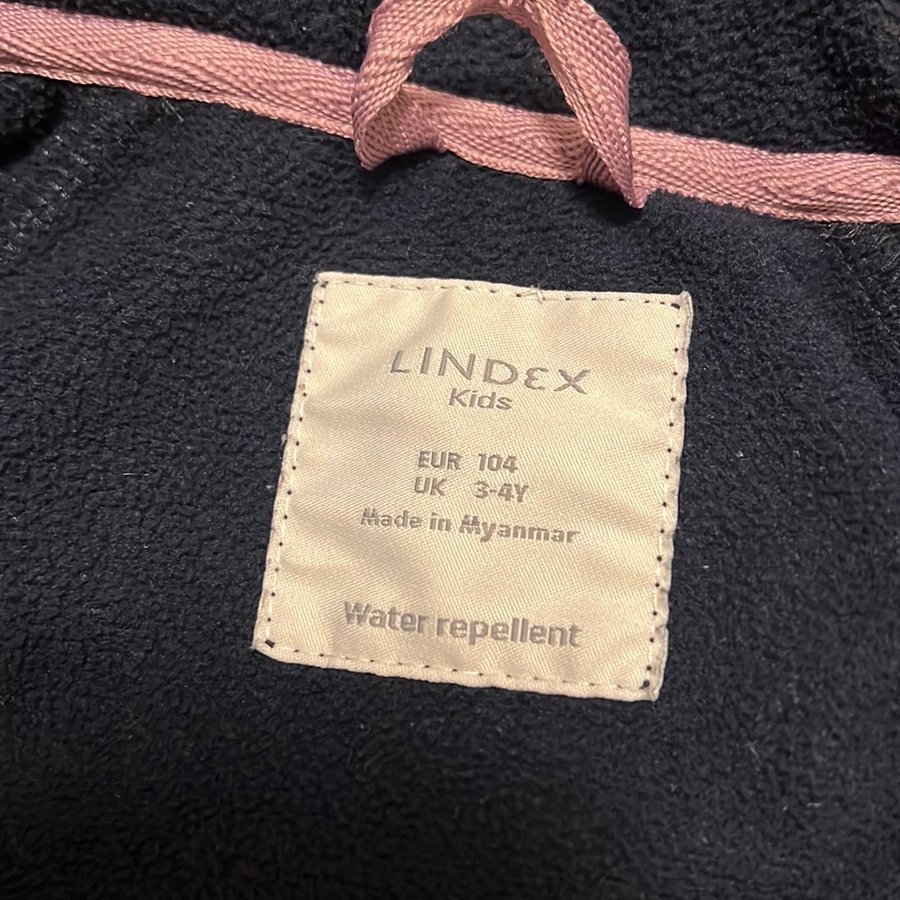 LINDEX
Kids
EUR 104
UK 3-4Y
Made in Myanmar
Water repellent